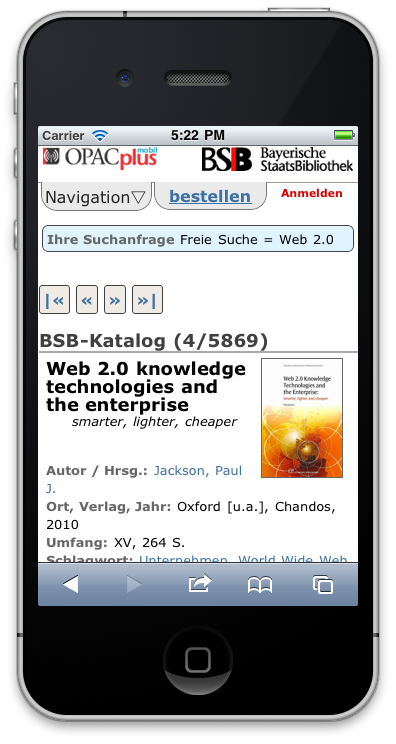 Carrier 5:22 PM
OPACplus mobil
BSB Bayerische
StaatsBibliothek
Navigation▽ bestellen Anmelden
Ihre Suchanfrage Freie Suche = Web 2.0
|« « » »|
BSB-Katalog (4/5869)
Web 2.0 knowledge
technologies and
the enterprise
smarter, lighter, cheaper
Web 2.0 Knowledge
Technologies and
the Enterprise:
Smarter, lighter and cheaper
Autor / Hrsg.: Jackson, Paul
J.
Ort, Verlag, Jahr: Oxford [u.a.], Chandos,
2010
Umfang: XV, 264 S.
Schlagwort: Unternehmen, World Wide Web